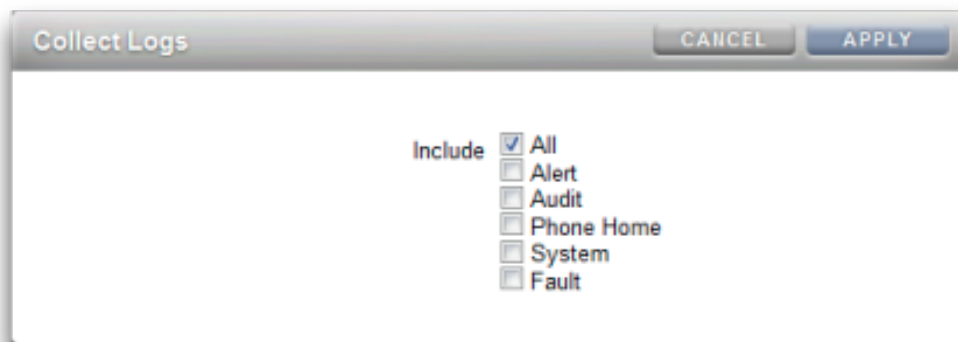 Collect Logs CANCEL APPLY
Include All
Alert
Audit
Phone Home
System
Fault